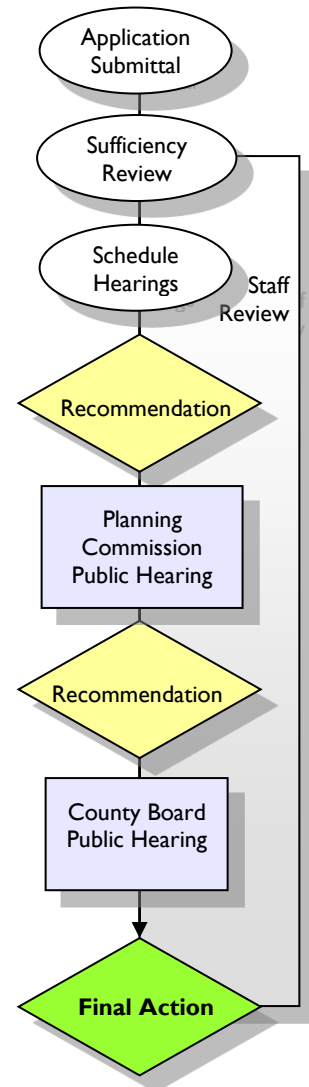 Application
Submittal
Sufficiency
Review
Schedule
Hearings
Staff
Review
Recommendation
Planning
Commission
Public Hearing
Recommendation
County Board
Public Hearing
Final Action